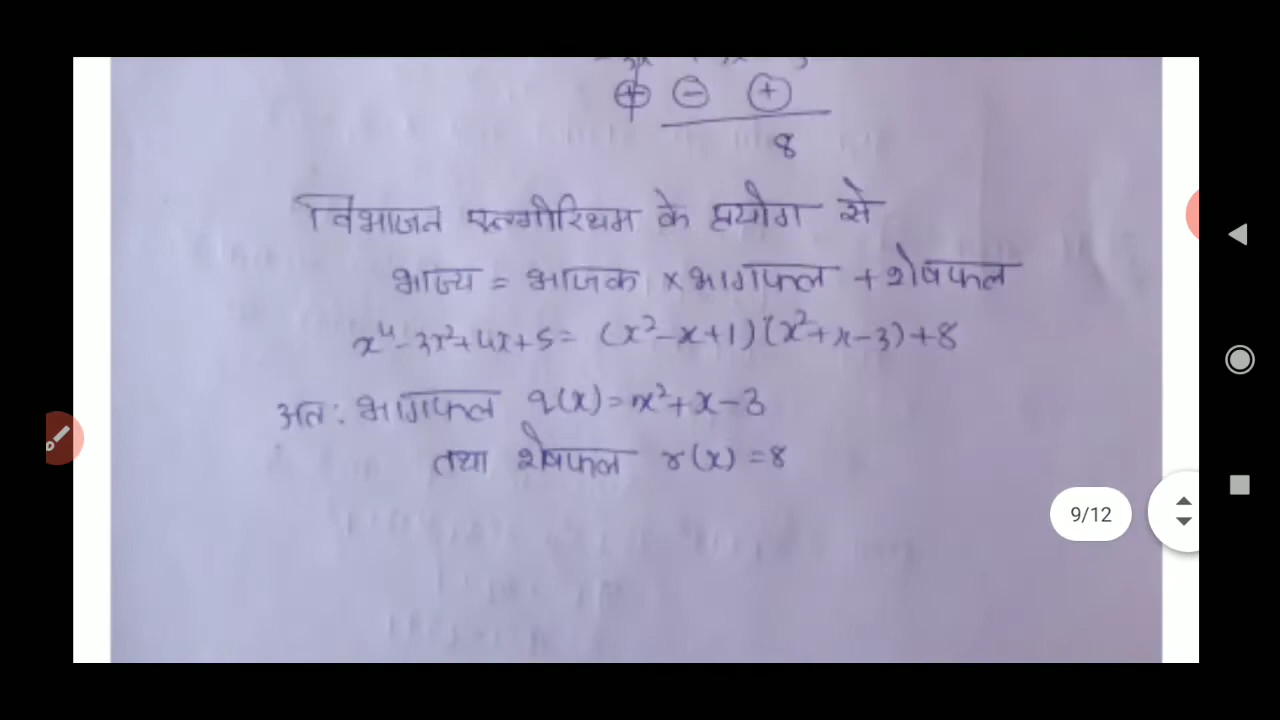 ⊕ ⊖ ⊕
8
विभाजन एल्गोरिथम के प्रयोग से
भाज्य = भाजक × भागफल + शेषफल
x⁴-3x²+4x+5= (x²-x+1)(x²+x-3)+8
अतः भागफल q(x)=x²+x-3
तथा शेषफल r(x)=8
9/12